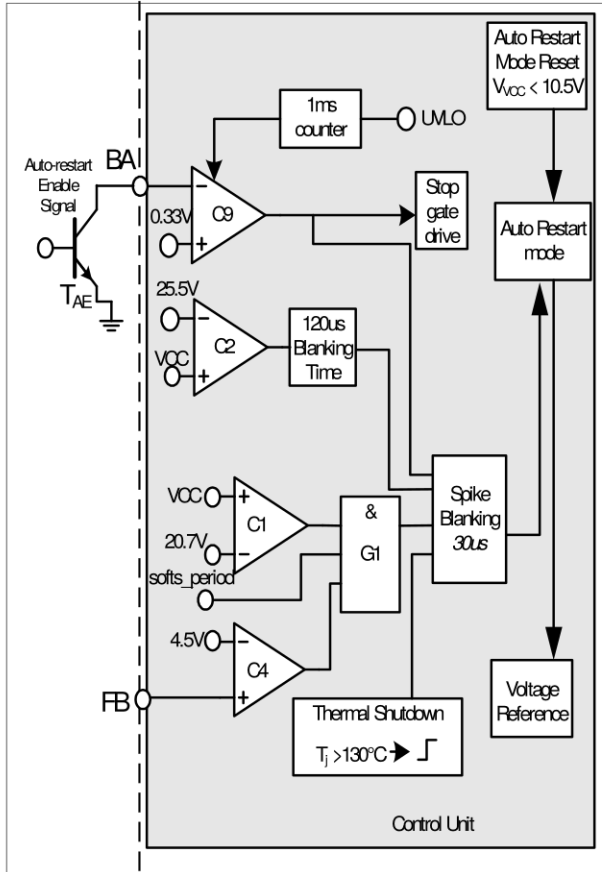 Auto Restart
Mode Reset
VVCC < 10.5V
1ms
counter
UVLO
BA
Auto-restart
Enable
Signal
−
C9
0.33V
+
Stop
gate
drive
Auto Restart
mode
TAE
25.5V
−
C2
VCC
+
120us
Blanking
Time
VCC
+
C1
20.7V
−
softs_period
&
G1
Spike
Blanking
30us
4.5V
−
C4
FB
+
Thermal Shutdown
Tj >130°C
Voltage
Reference
Control Unit